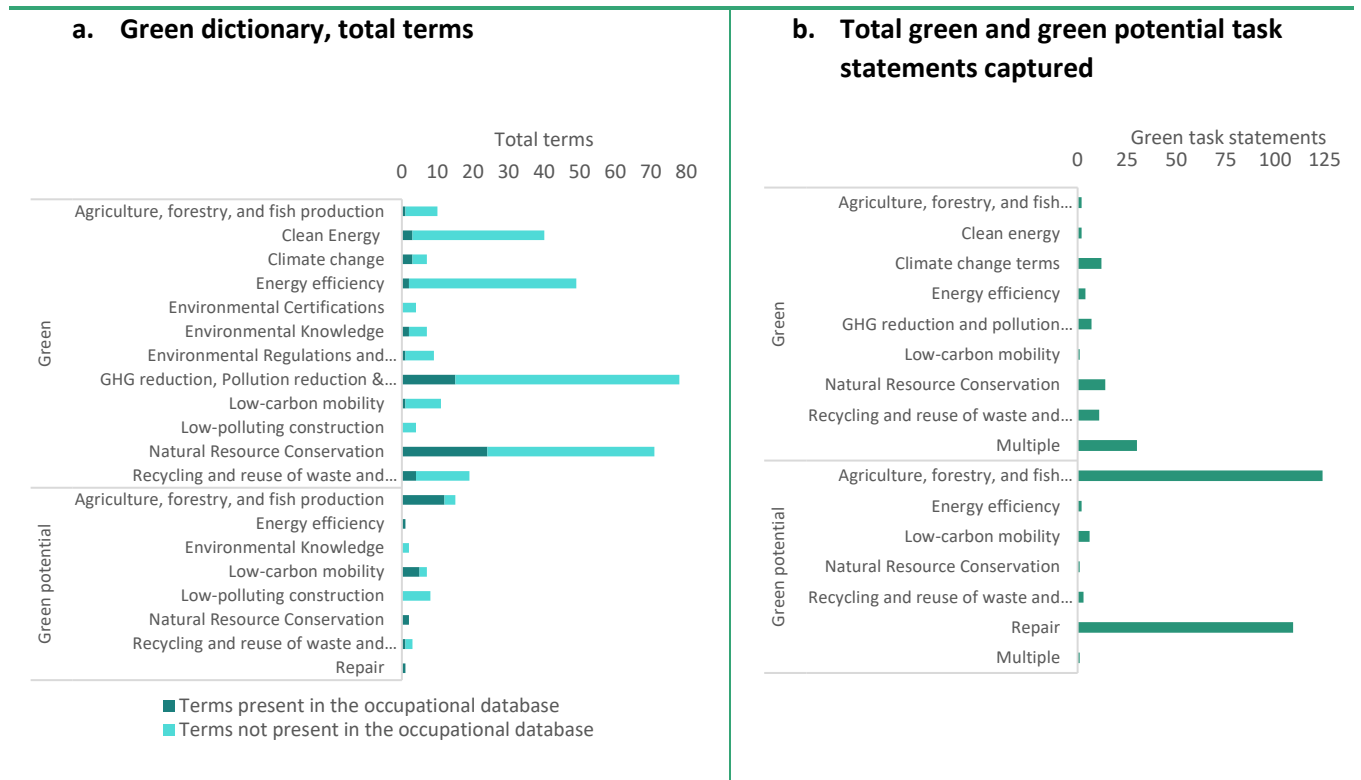 a. Green dictionary, total terms
Total terms
0 10 20 30 40 50 60 70 80
Green
Agriculture, forestry, and fish production
Clean Energy
Climate change
Energy efficiency
Environmental Certifications
Environmental Knowledge
Environmental Regulations and...
GHG reduction, Pollution reduction &...
Low-carbon mobility
Low-polluting construction
Natural Resource Conservation
Recycling and reuse of waste and...
Green potential
Agriculture, forestry, and fish production
Energy efficiency
Environmental Knowledge
Low-carbon mobility
Low-polluting construction
Natural Resource Conservation
Recycling and reuse of waste and...
Repair
Terms present in the occupational database
Terms not present in the occupational database
b. Total green and green potential task
statements captured
Green task statements
0 25 50 75 100 125
Green
Agriculture, forestry, and fish...
Clean energy
Climate change terms
Energy efficiency
GHG reduction and pollution...
Low-carbon mobility
Natural Resource Conservation
Recycling and reuse of waste and...
Multiple
Green potential
Agriculture, forestry, and fish...
Energy efficiency
Low-carbon mobility
Natural Resource Conservation
Recycling and reuse of waste and...
Repair
Multiple